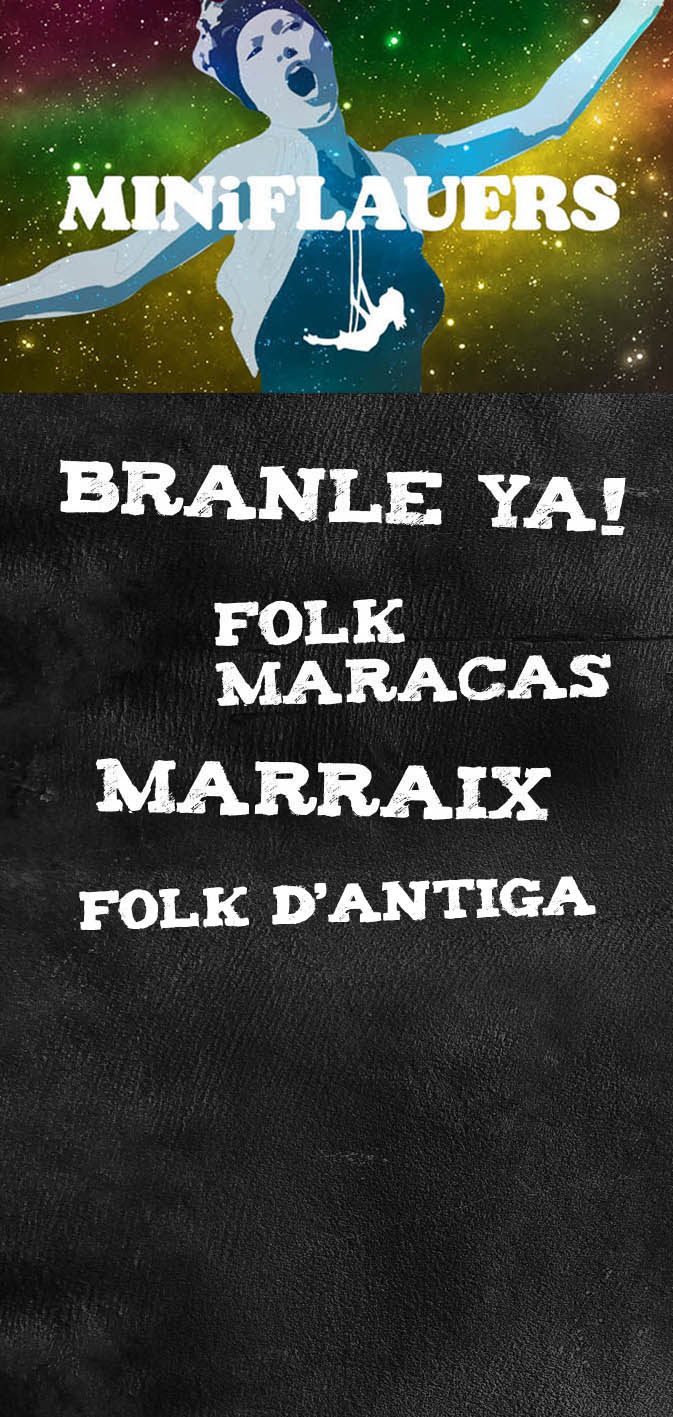 MINiFLAUERS
BRANLE YA!
FOLK
MARACAS
MARRAIX
FOLK D'ANTIGA